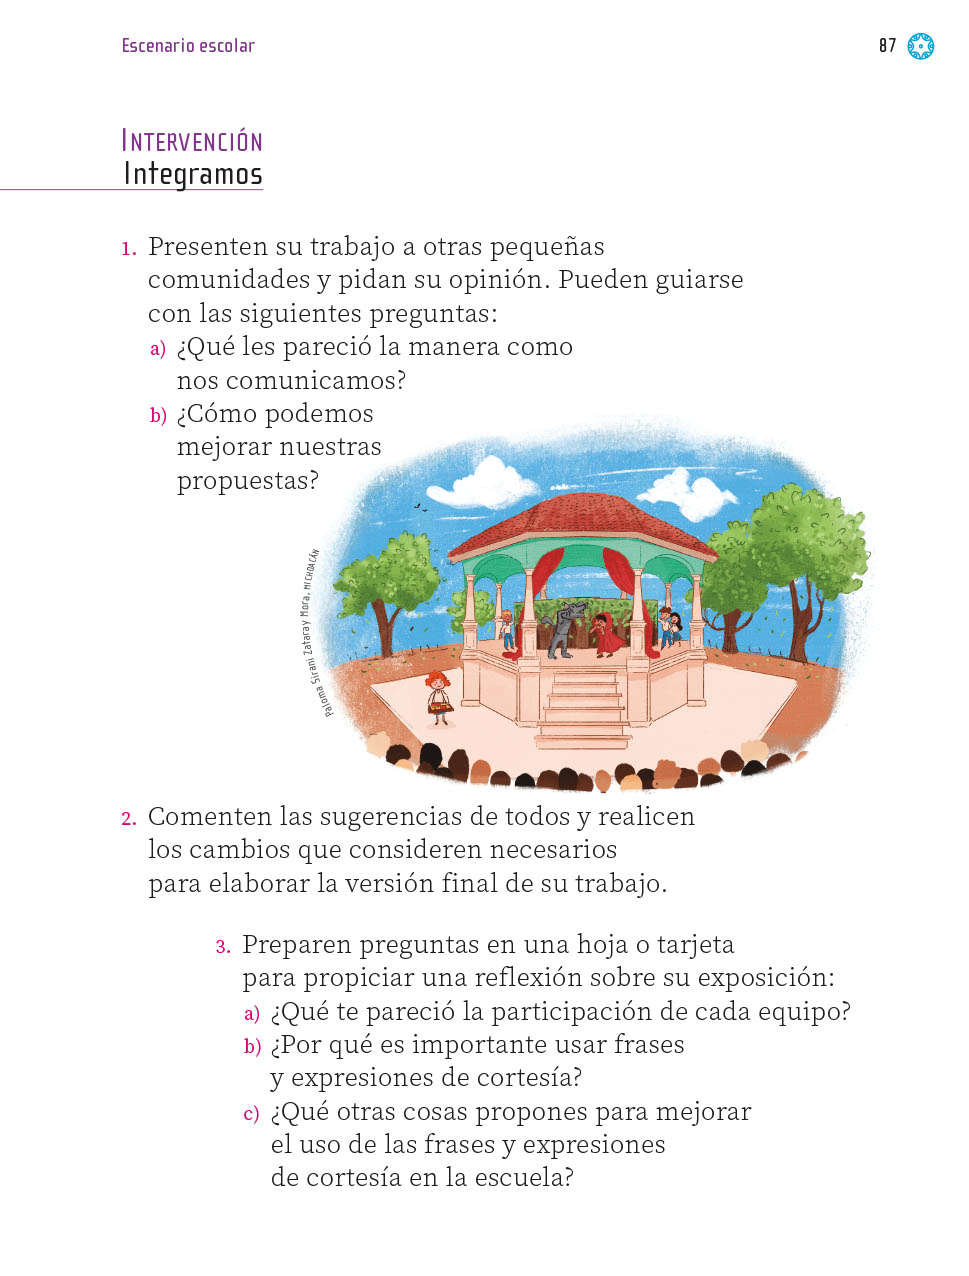 Escenario escolar
87
INTERVENCIÓN
Integramos
1. Presenten su trabajo a otras pequeñas
comunidades y pidan su opinión. Pueden guiarse
con las siguientes preguntas:
a) ¿Qué les pareció la manera como
nos comunicamos?
b) ¿Cómo podemos
mejorar nuestras
propuestas?
Paloma Sirani Zataray Mora, MICHOACÁN
2. Comenten las sugerencias de todos y realicen
los cambios que consideren necesarios
para elaborar la versión final de su trabajo.
3. Preparen preguntas en una hoja o tarjeta
para propiciar una reflexión sobre su exposición:
a) ¿Qué te pareció la participación de cada equipo?
b) ¿Por qué es importante usar frases
y expresiones de cortesía?
c) ¿Qué otras cosas propones para mejorar
el uso de las frases y expresiones
de cortesía en la escuela?